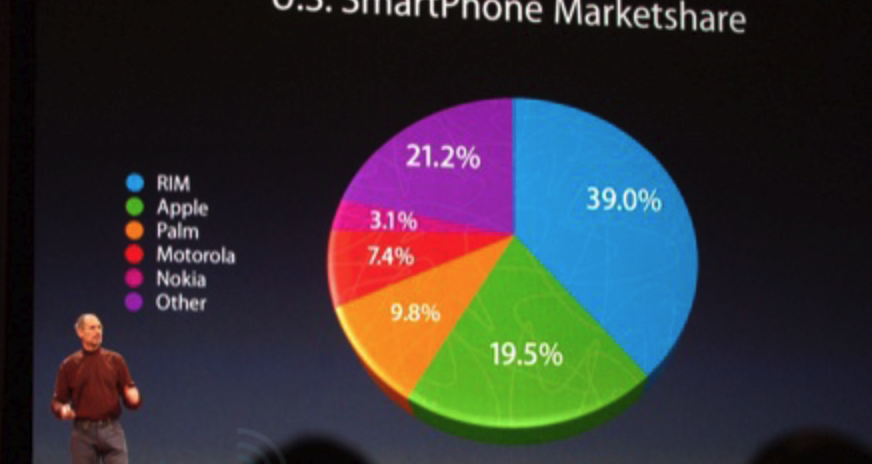 U.S. SmartPhone Marketshare
21.2%
39.0%
3.1%
7.4%
9.8%
19.5%
RIM
Apple
Palm
Motorola
Nokia
Other